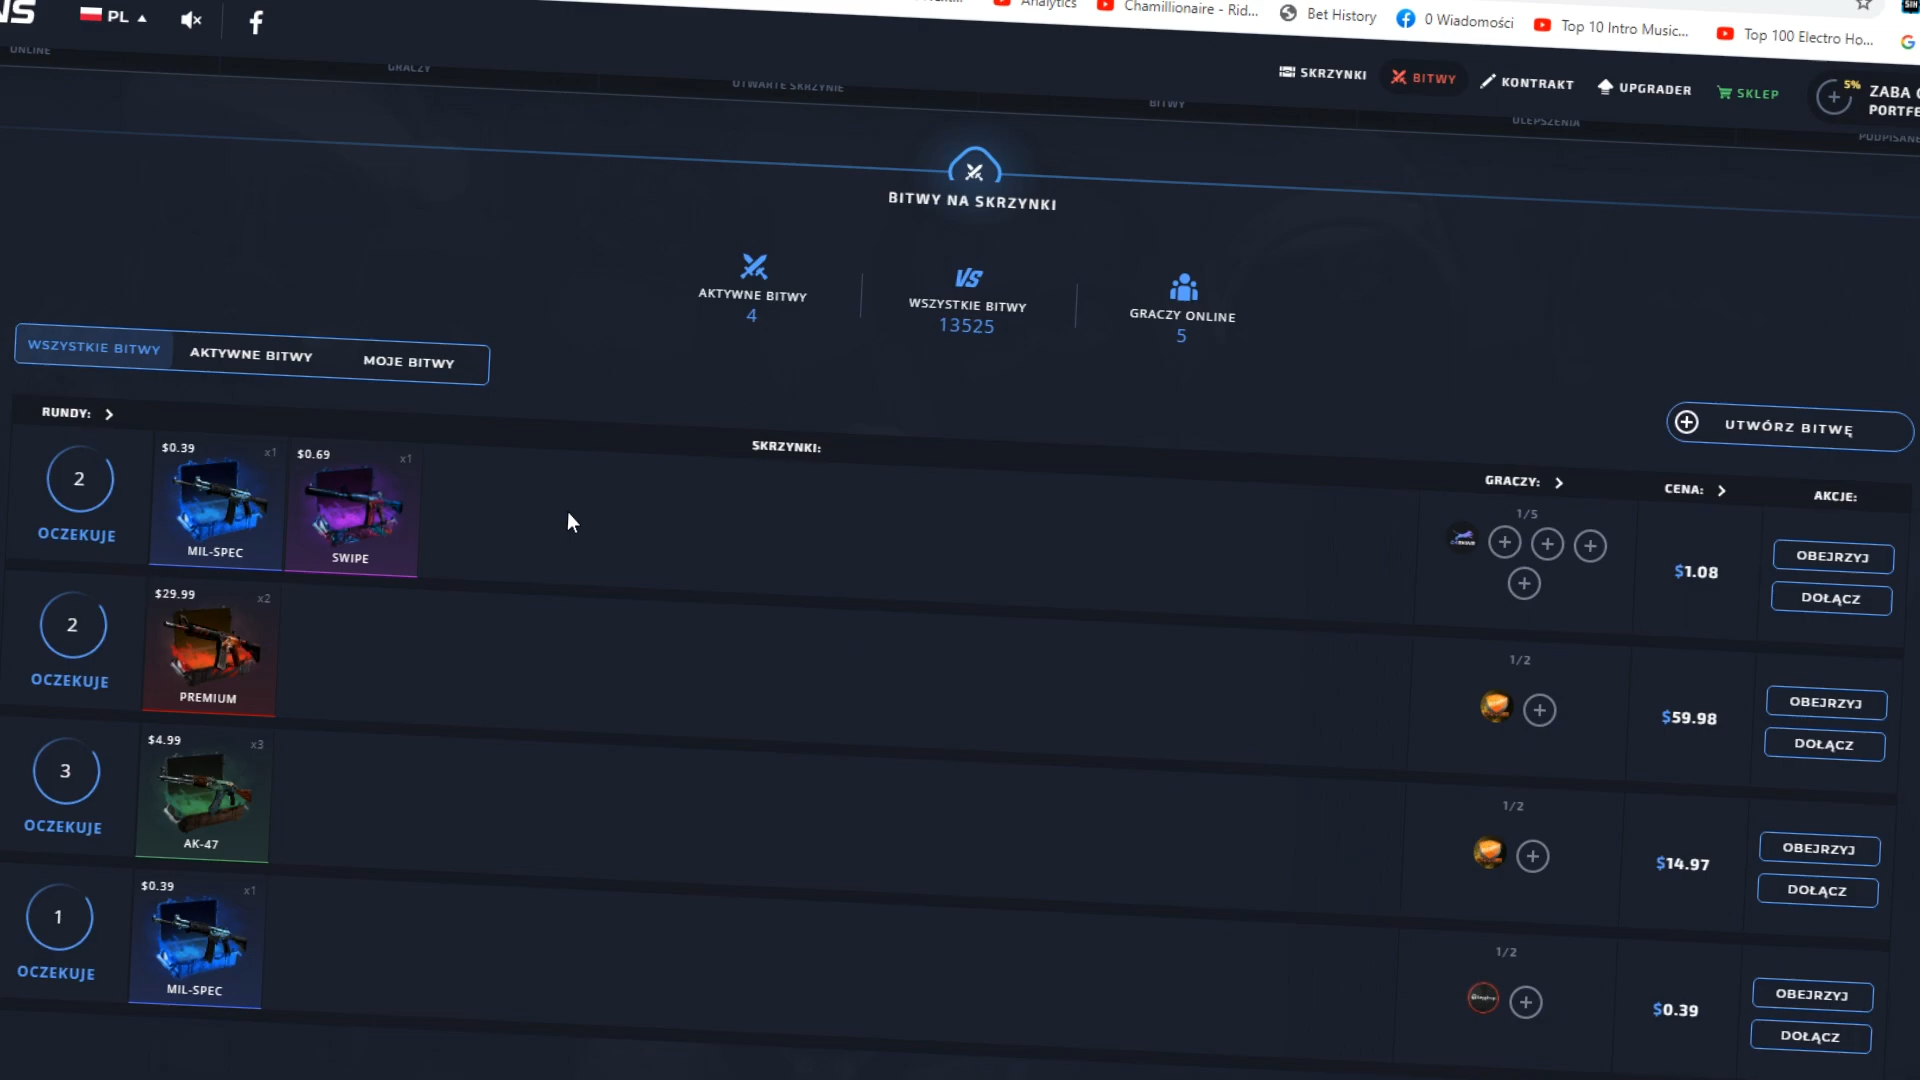 Analytics
Chamillionaire - Rid...
Bet History
0 Wiadomości
Top 10 Intro Music...
Top 100 Electro Ho...
PL
SKRZYNKI
BITWY
KONTRAKT
UPGRADER
SKLEP
5%
ZABA
ONLINE
GRACZY
UTWARTE SKRZYNIE
BITWY
ULEPSZENIA
BITWY NA SKRZYNKI
AKTYWNE BITWY
4
VS
WSZYSTKIE BITWY
13525
GRACZY ONLINE
5
WSZYSTKIE BITWY
AKTYWNE BITWY
MOJE BITWY
UTWÓRZ BITWĘ
RUNDY:
SKRZYNKI:
GRACZY:
CENA:
AKCJE:
2
OCZEKUJE
$0.39
x1
MIL-SPEC
$0.69
x1
SWIPE
1/5
$1.08
OBEJRZYJ
DOŁĄCZ
2
OCZEKUJE
$29.99
x2
PREMIUM
1/2
$59.98
OBEJRZYJ
DOŁĄCZ
3
OCZEKUJE
$4.99
x3
AK-47
1/2
$14.97
OBEJRZYJ
DOŁĄCZ
1
OCZEKUJE
$0.39
x1
MIL-SPEC
1/2
$0.39
OBEJRZYJ
DOŁĄCZ